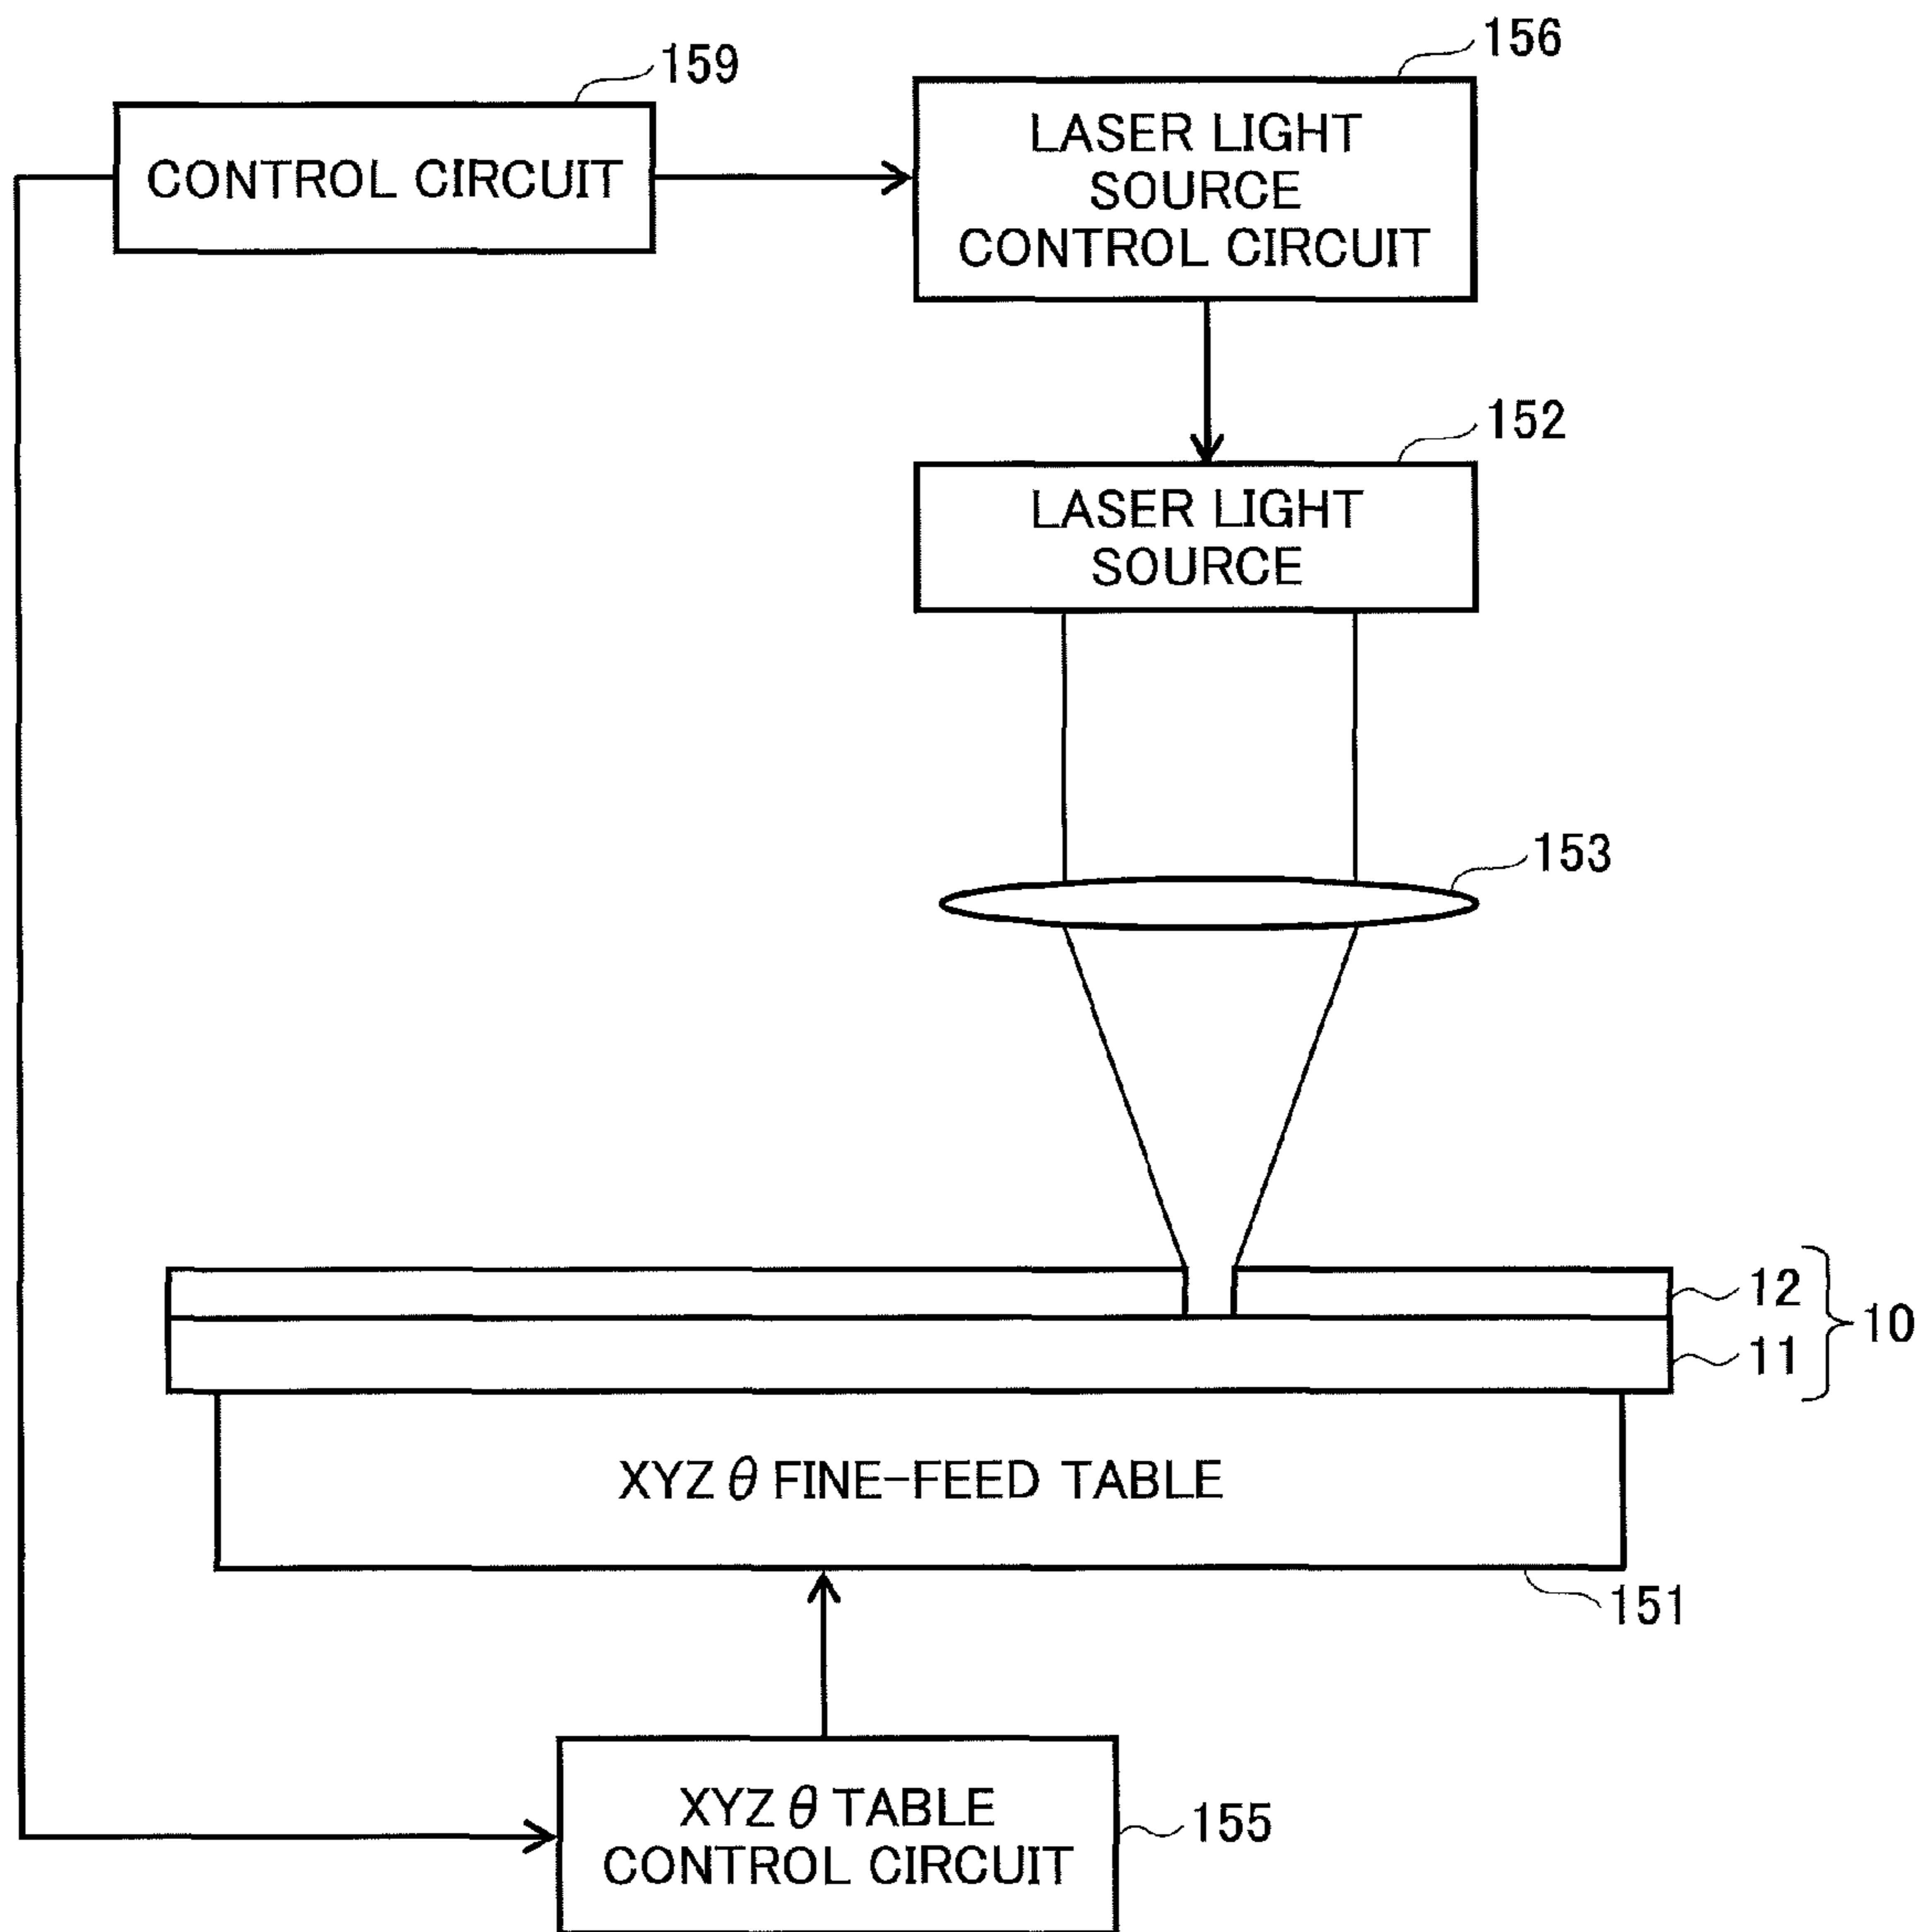 156
159
LASER LIGHT
SOURCE
CONTROL CIRCUIT
CONTROL CIRCUIT
152
LASER LIGHT
SOURCE
153
12
10
11
XYZ θ FINE-FEED TABLE
151
XYZ θ TABLE
CONTROL CIRCUIT
155